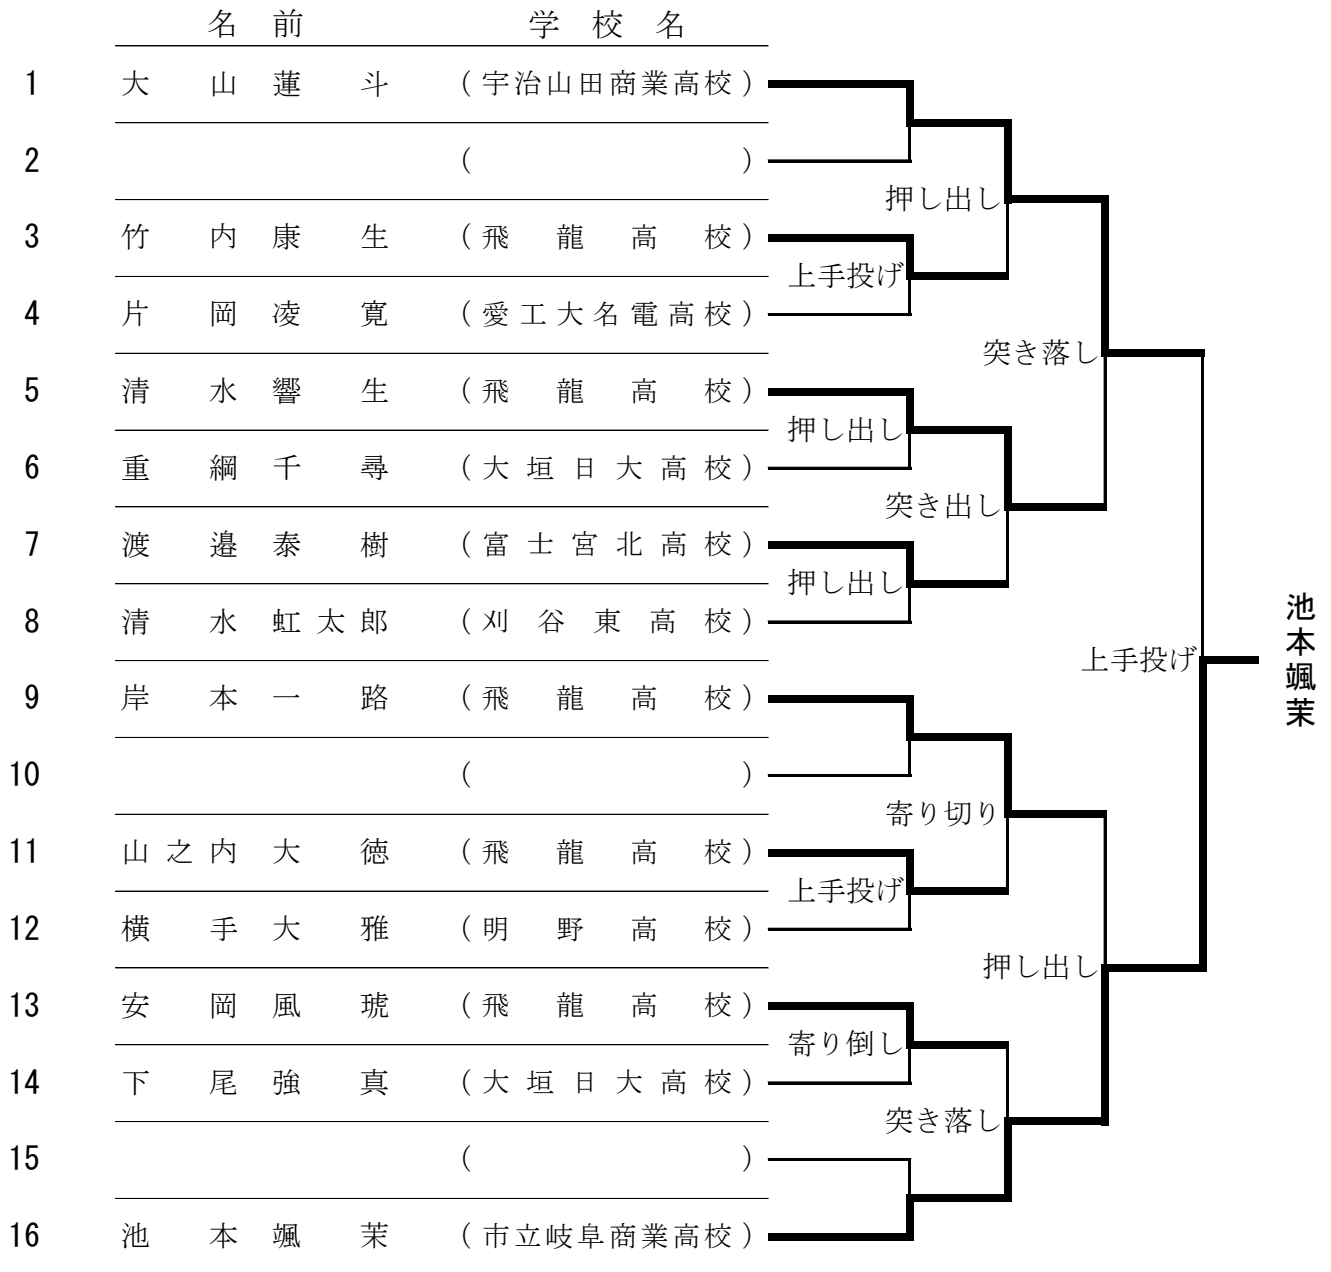 名前 学校名
1 大山蓮斗 (宇治山田商業高校)
2 ( )
押し出し
3 竹内康生 (飛龍高校)
上手投げ
4 片岡凌寛 (愛工大名電高校)
突き落し
5 清水響生 (飛龍高校)
押し出し
6 重綱千尋 (大垣日大高校)
突き出し
7 渡邉泰樹 (富士宮北高校)
押し出し
8 清水虹太郎 (刈谷東高校)
上手投げ
池本颯茉
9 岸本一路 (飛龍高校)
10 ( )
寄り切り
11 山之内大徳 (飛龍高校)
上手投げ
12 横手大雅 (明野高校)
押し出し
13 安岡風琥 (飛龍高校)
寄り倒し
14 下尾強真 (大垣日大高校)
突き落し
15 ( )
16 池本颯茉 (市立岐阜商業高校)